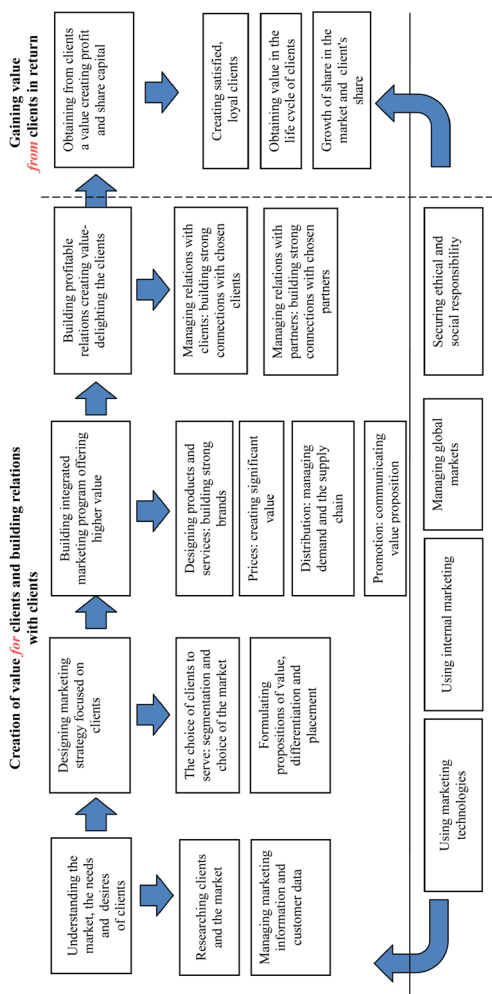 Creation of value for clients and building relations
with clients
Gaining value
from clients in return
Understanding the
market, the needs
and desires
of clients
Designing marketing
strategy focused on
clients
Building integrated
marketing program offering
higher value
Building profitable
relations creating value-
delighting the clients
Obtaining from clients
a value creating profit
and share capital
Researching clients
and the market
Managing marketing
information and
customer data
The choice of clients to
serve: segmentation and
choice of the market
Formulating
propositions of value,
differentiation and
placement
Designing products and
services: building strong
brands
Prices: creating significant
value
Distribution: managing
demand and the supply
chain
Promotion: communicating
value proposition
Managing relations with
clients: building strong
connections with chosen
clients
Managing relations with
partners: building strong
connections with chosen
partners
Creating satisfied,
loyal clients
Obtaining value in the
life cycle of clients
Growth of share in the
market and client's
share
Using marketing
technologies
Using internal marketing
Managing global
markets
Securing ethical and
social responsibility